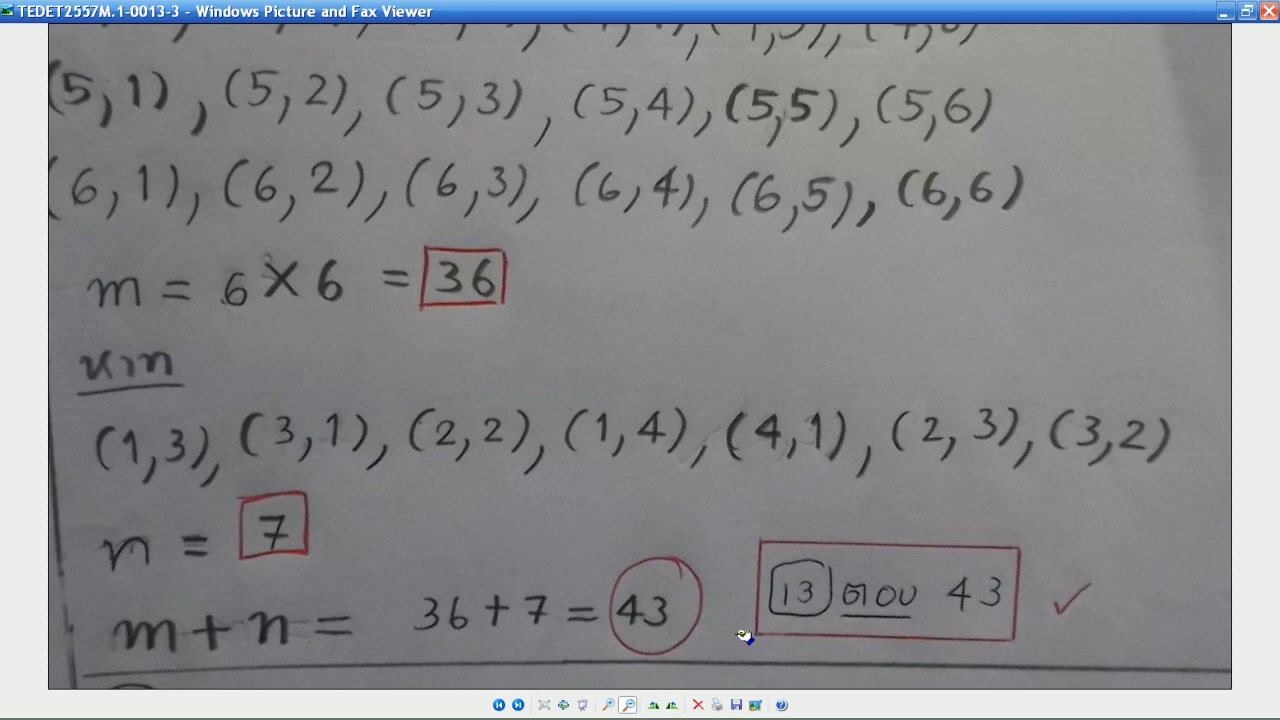 TEDET2557M.1-0013-3 - Windows Picture and Fax Viewer
(5,1), (5,2), (5,3), (5,4), (5,5), (5,6)
(6,1), (6,2), (6,3), (6,4), (6,5), (6,6)
m = 6 × 6 = 36
หา n
(1,3), (3,1), (2,2), (1,4), (4,1), (2,3), (3,2)
n = 7
m + n = 36 + 7 = 43
13 ตอบ 43 ✓